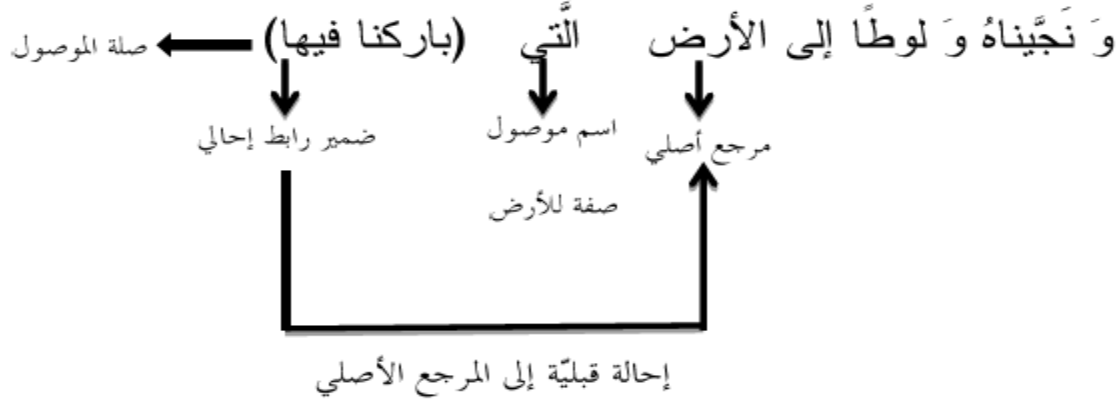 وَ نَجَّيناهُ وَ لوطًا إلى الأرض الَّتي (باركنا فيها) صلة الموصول
مرجع أصلي اسم موصول ضمير رابط إحالي
صفة للأرض
إحالة قبليّة إلى المرجع الأصلي